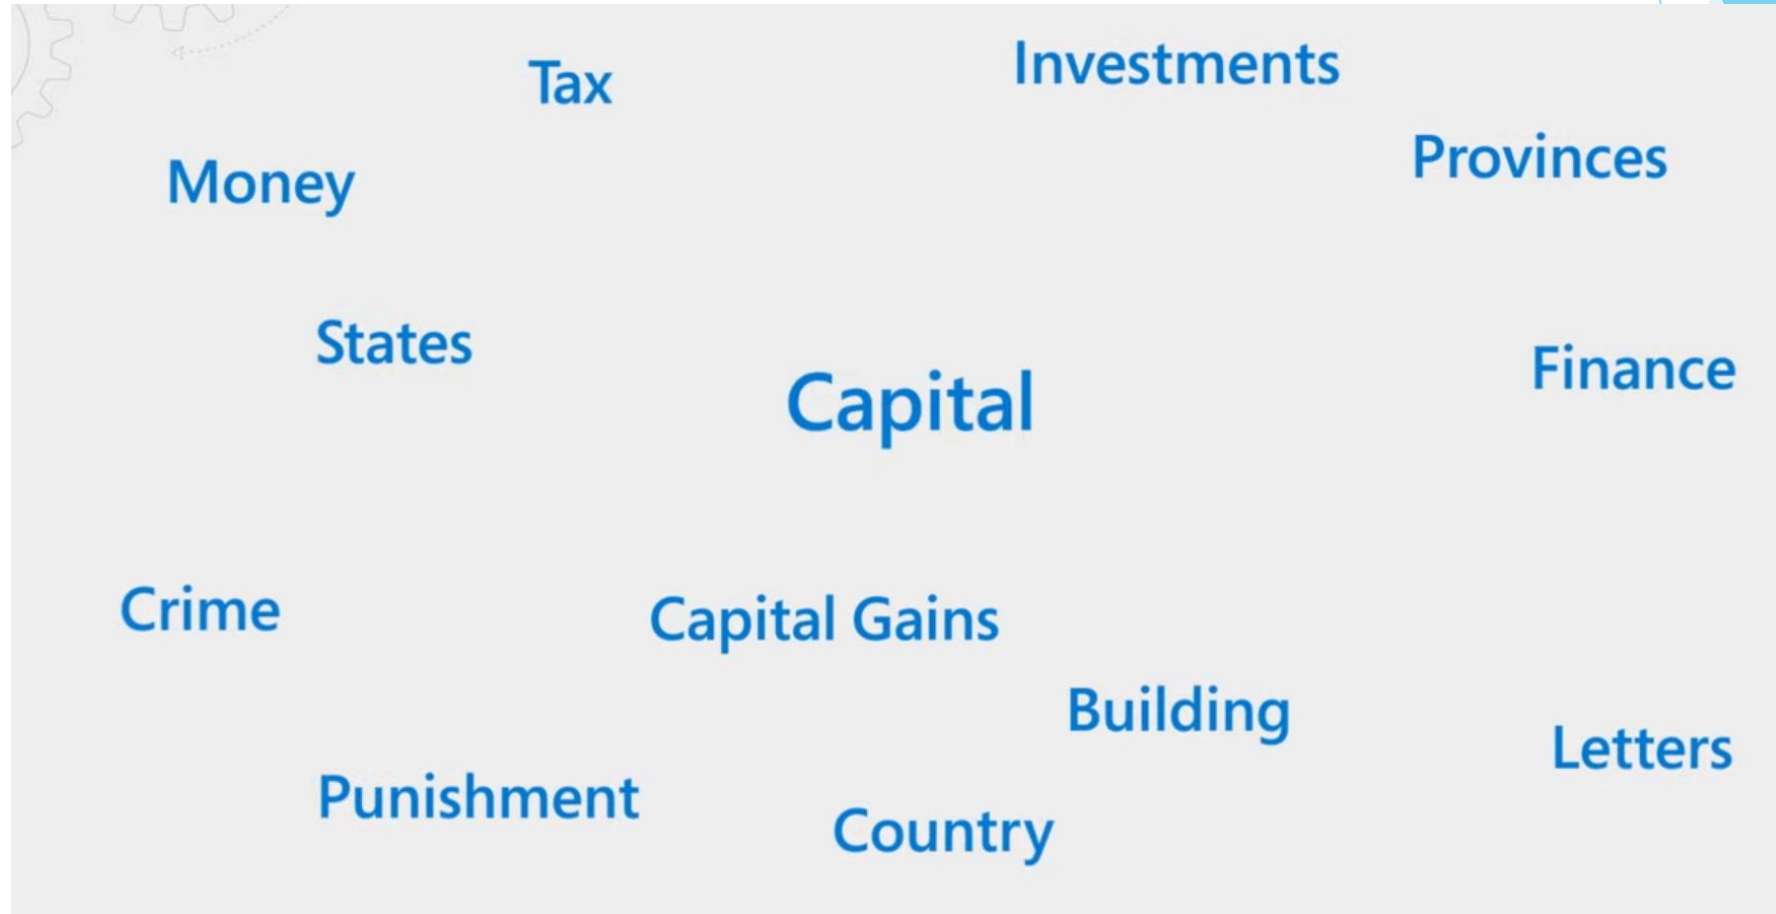 Tax
Investments
Provinces
Money
States
Finance
Capital
Crime
Capital Gains
Building
Letters
Punishment
Country